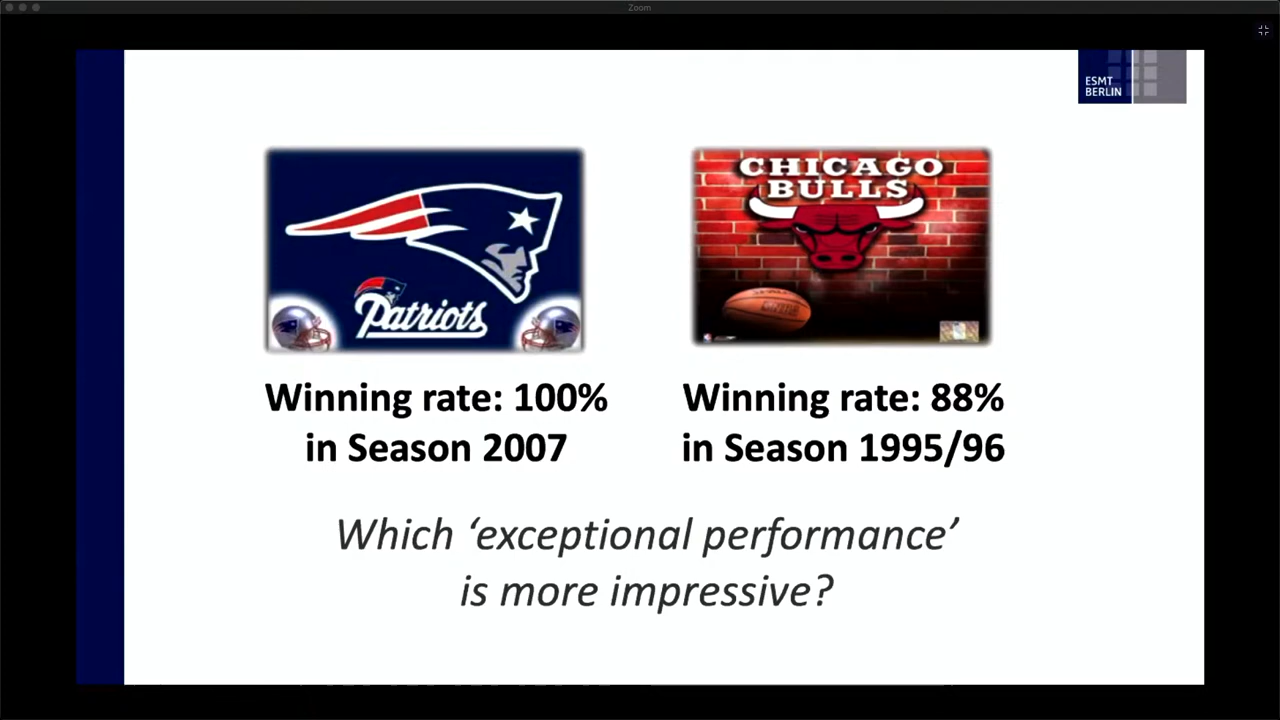 Zoom
ESMT
BERLIN
CHICAGO
BULLS
Patriots
Winning rate: 100%
in Season 2007
Winning rate: 88%
in Season 1995/96
Which ‘exceptional performance’
is more impressive?